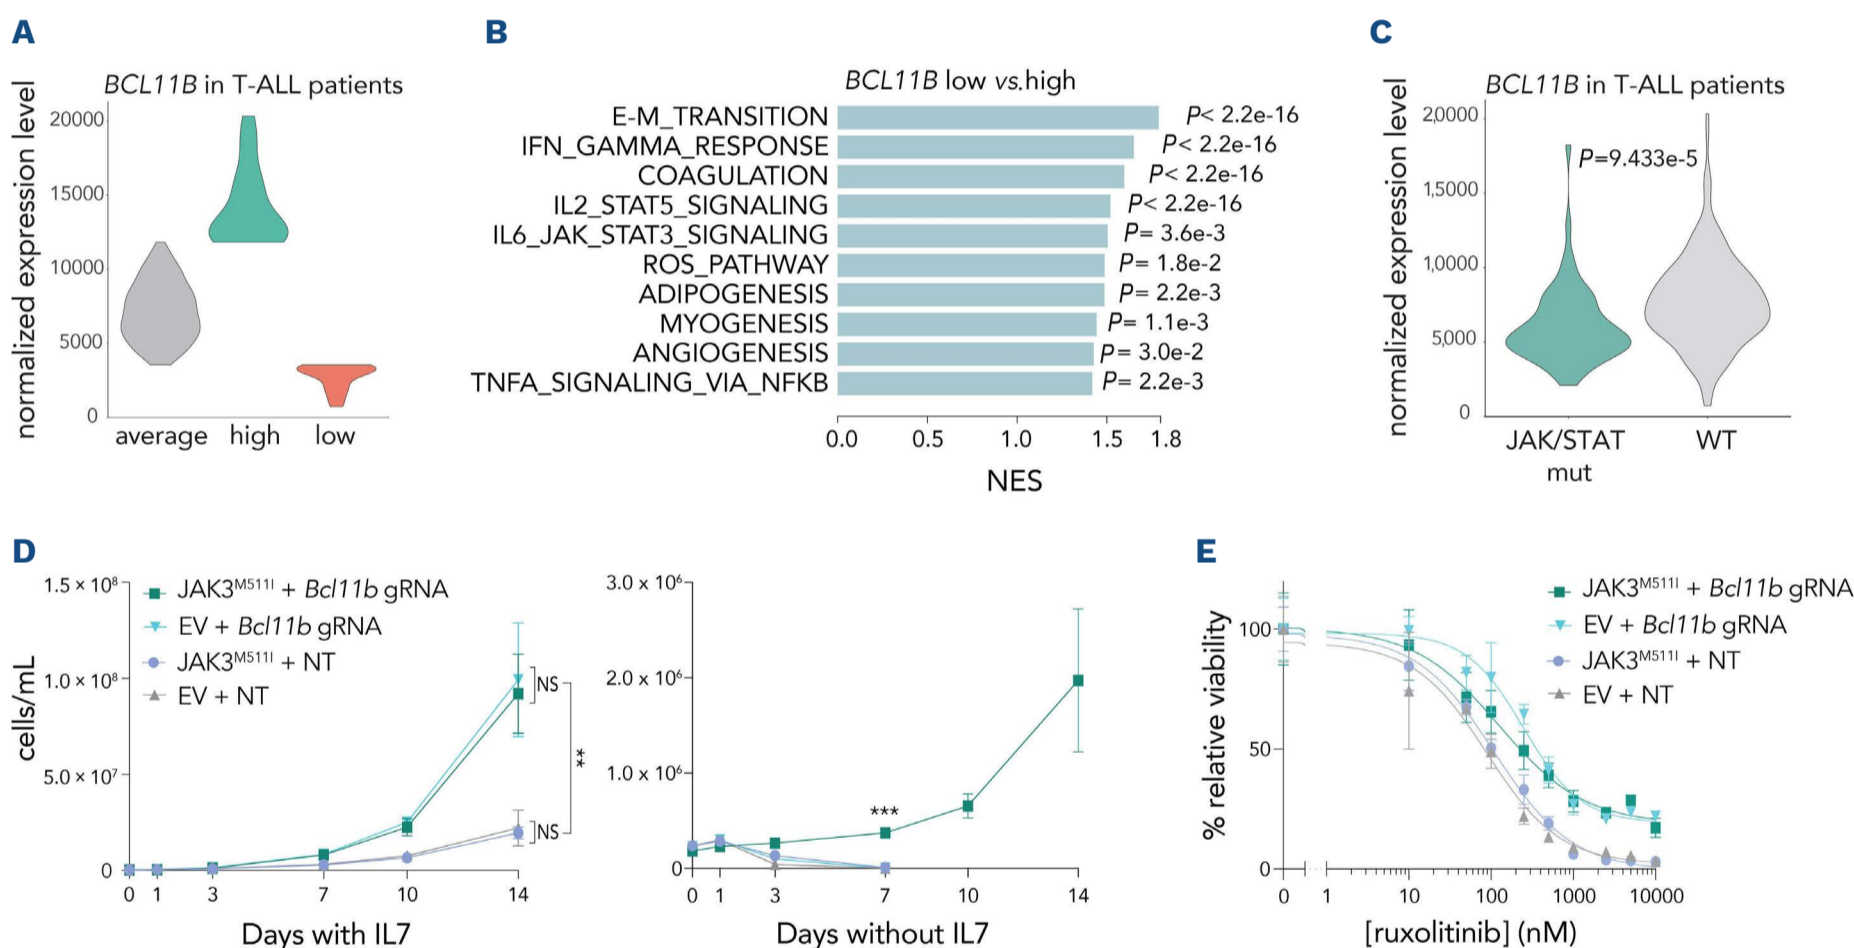 A
BCL11B in T-ALL patients
normalized expression level
20000
15000
10000
5000
0
average
high
low
B
BCL11B low vs.high
E-M_TRANSITION
P< 2.2e-16
IFN_GAMMA_RESPONSE
P< 2.2e-16
COAGULATION
P< 2.2e-16
IL2_STAT5_SIGNALING
P< 2.2e-16
IL6_JAK_STAT3_SIGNALING
P= 3.6e-3
ROS_PATHWAY
P= 1.8e-2
ADIPOGENESIS
P= 2.2e-3
MYOGENESIS
P= 1.1e-3
ANGIOGENESIS
P= 3.0e-2
TNFA_SIGNALING_VIA_NFKB
P= 2.2e-3
0.0
0.5
1.0
1.5
1.8
NES
C
BCL11B in T-ALL patients
normalized expression level
2,0000
1,5000
1,0000
5,000
0
P=9.433e-5
JAK/STAT
mut
WT
D
cells/mL
1.5 x 10⁸
1.0 x 10⁸
5.0 x 10⁷
0
JAK3ᴹ⁵¹¹ᴵ + Bcl11b gRNA
EV + Bcl11b gRNA
JAK3ᴹ⁵¹¹ᴵ + NT
EV + NT
NS
**
NS
0 1 3 7 10 14
Days with IL7
3.0 x 10⁶
2.0 x 10⁶
1.0 x 10⁶
0
***
0 1 3 7 10 14
Days without IL7
E
% relative viability
100
50
0
JAK3ᴹ⁵¹¹ᴵ + Bcl11b gRNA
EV + Bcl11b gRNA
JAK3ᴹ⁵¹¹ᴵ + NT
EV + NT
0 1 10 100 1000 10000
[ruxolitinib] (nM)